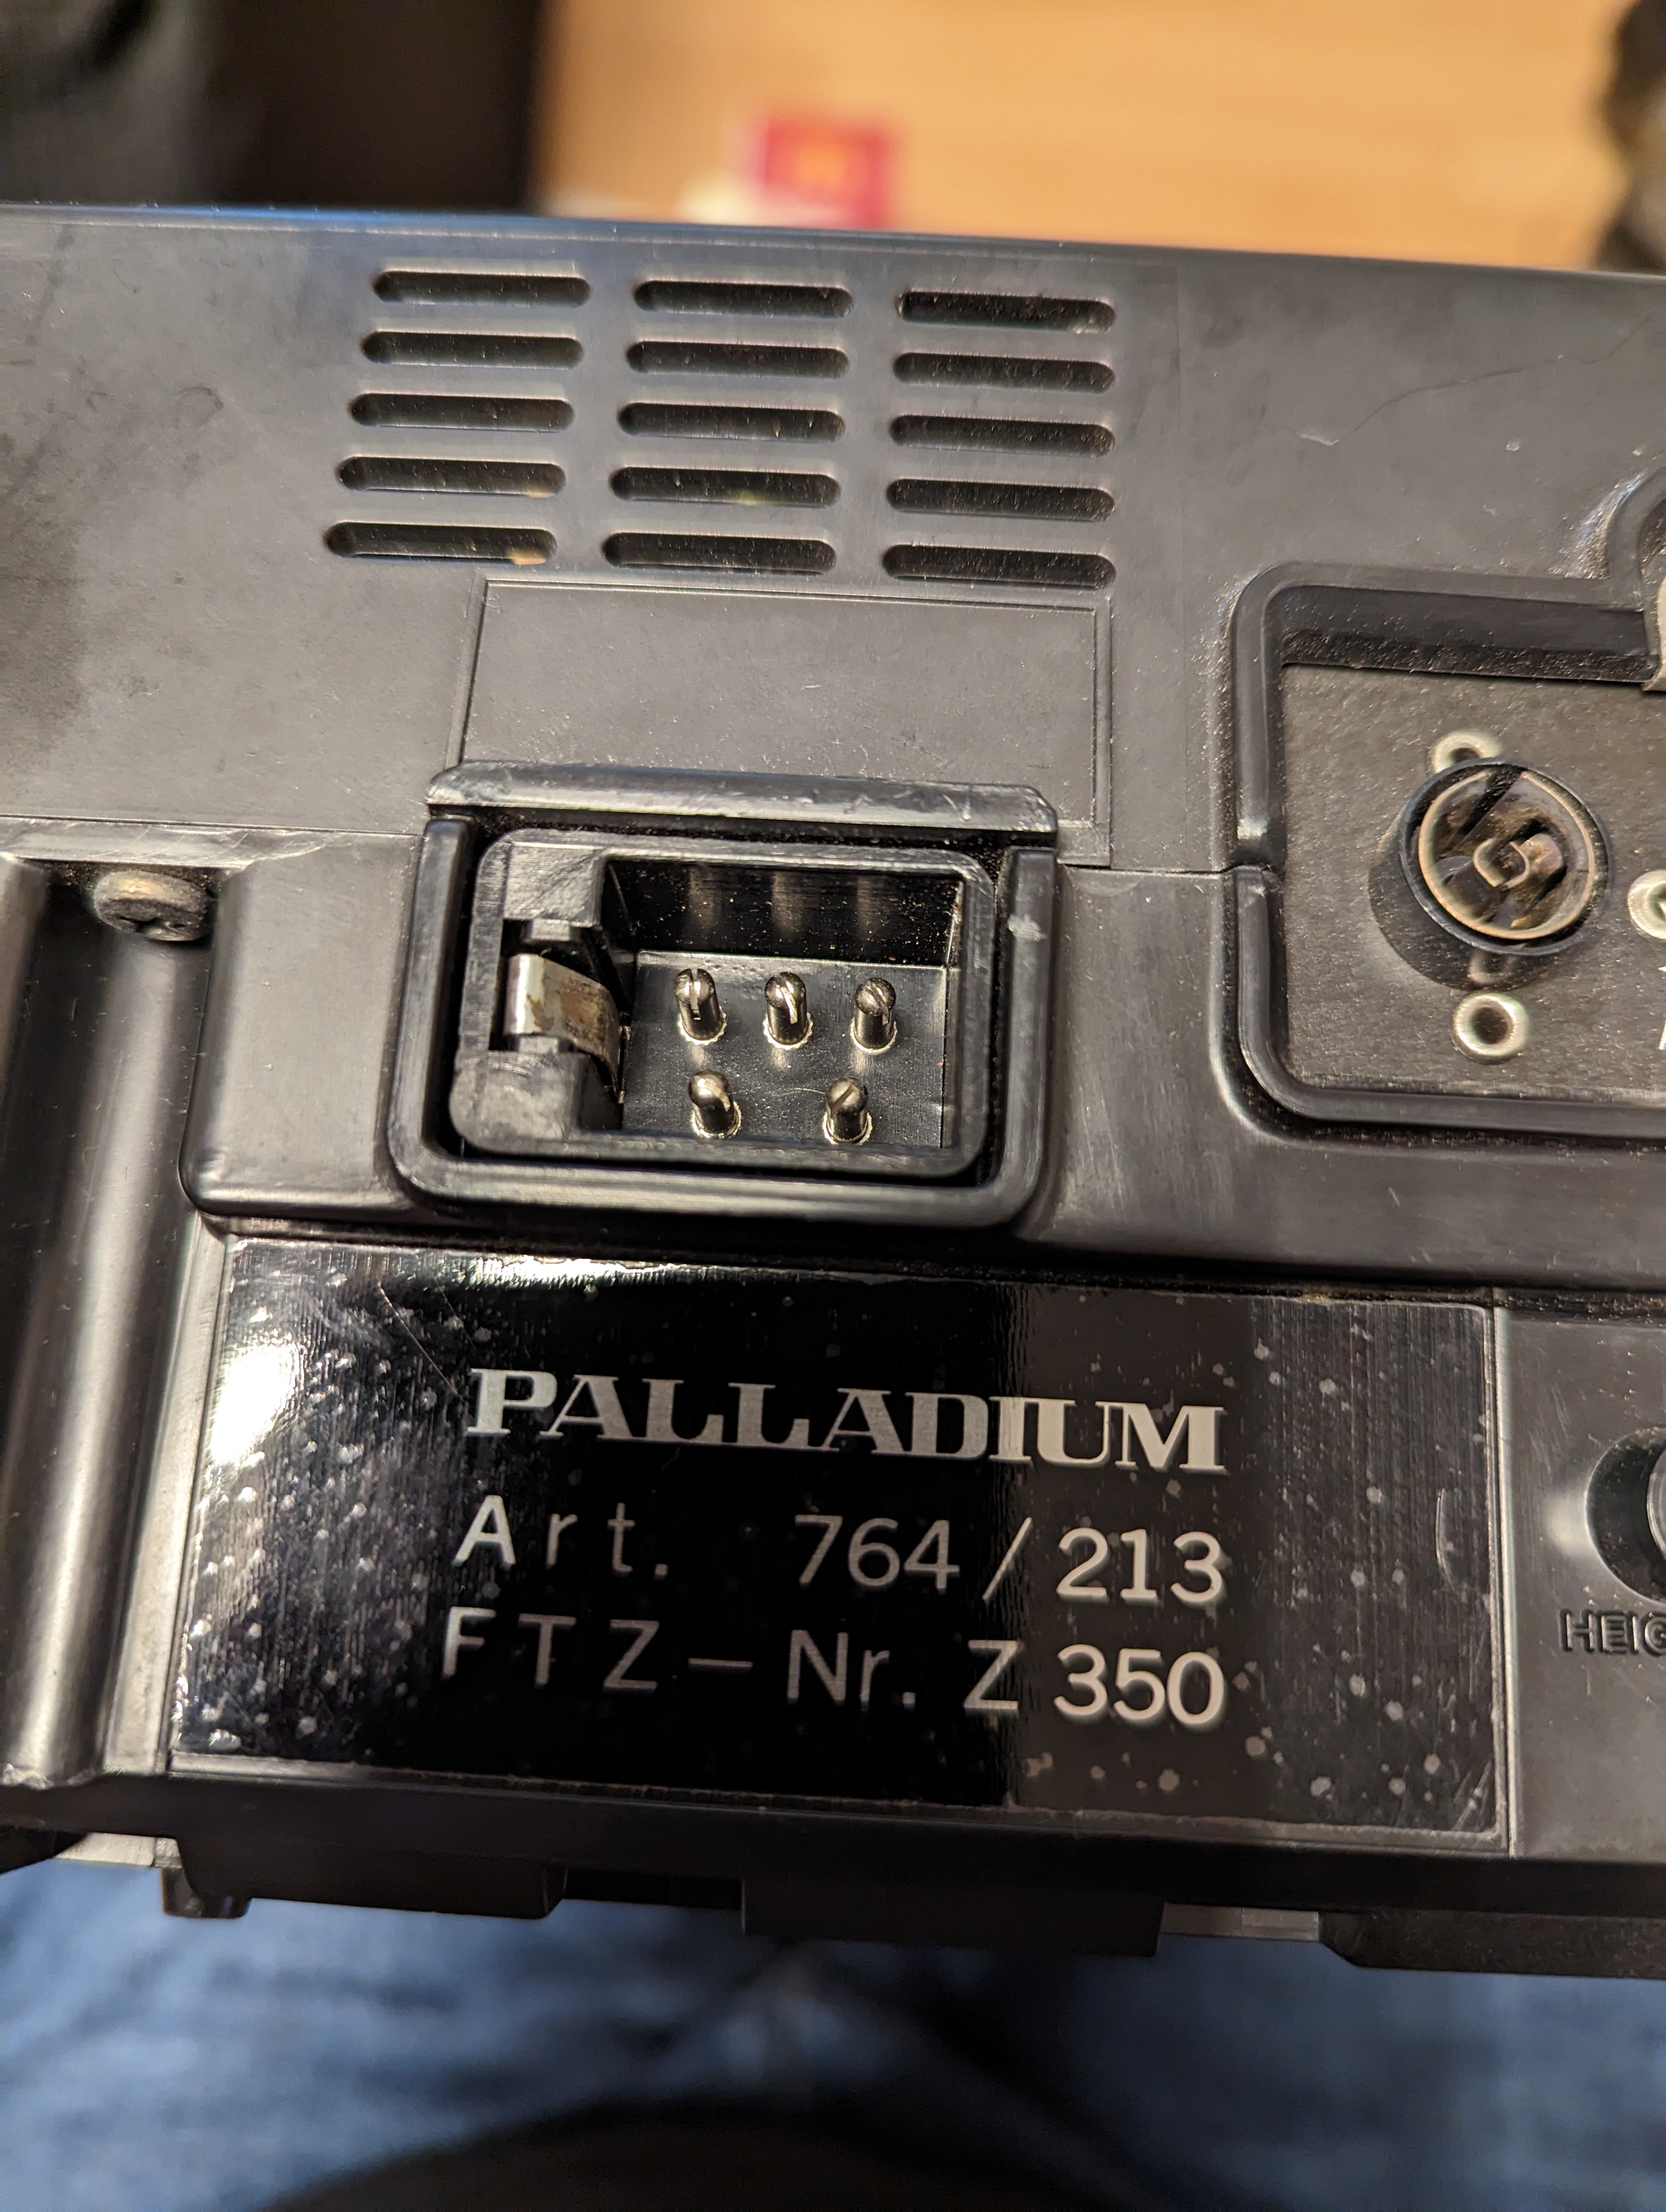 PALLADIUM
Art. 764/213
FTZ-Nr. Z 350